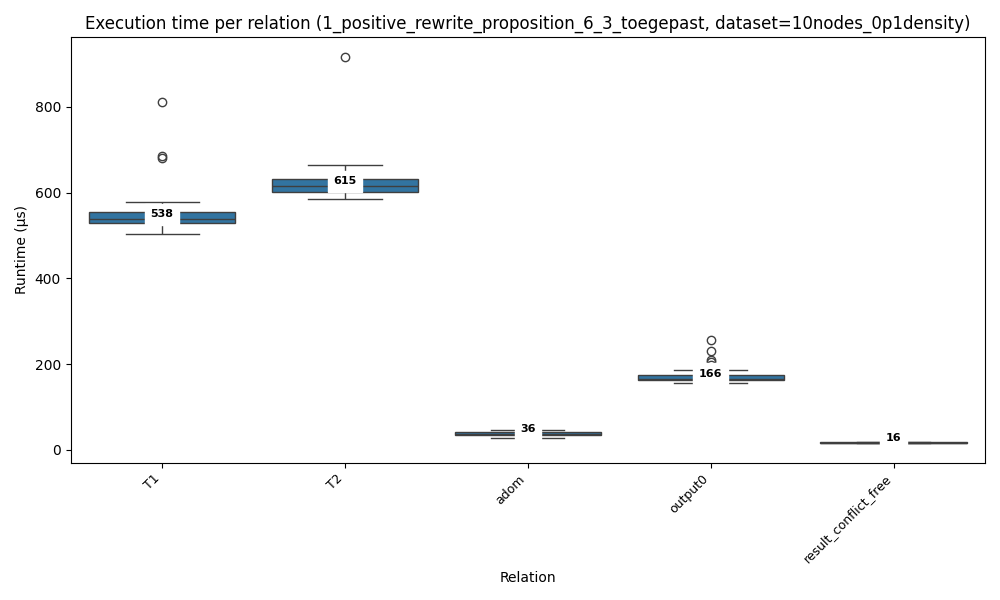 Execution time per relation (1_positive_rewrite_proposition_6_3_toegepast, dataset=10nodes_0p1density)
Runtime (µs)
800
600
400
200
0
538
615
36
166
16
T1
T2
adom
output0
result_conflict_free
Relation